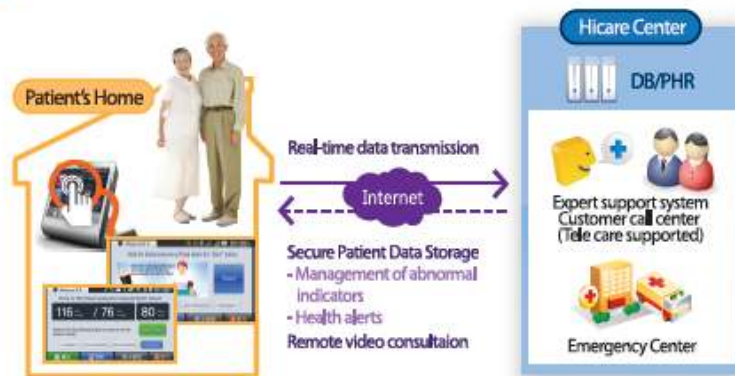 Hicare Center
DB/PHR
Patient's Home
Real-time data transmission
Internet
Expert support system
Customer call center
(Tele care supported)
Secure Patient Data Storage
- Management of abnormal
indicators
- Health alerts
Remote video consultaion
116 / 76 80
Emergency Center